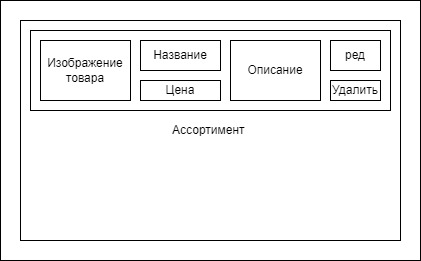 Изображение
товара
Название
Цена
Описание
ред
Удалить
Ассортимент